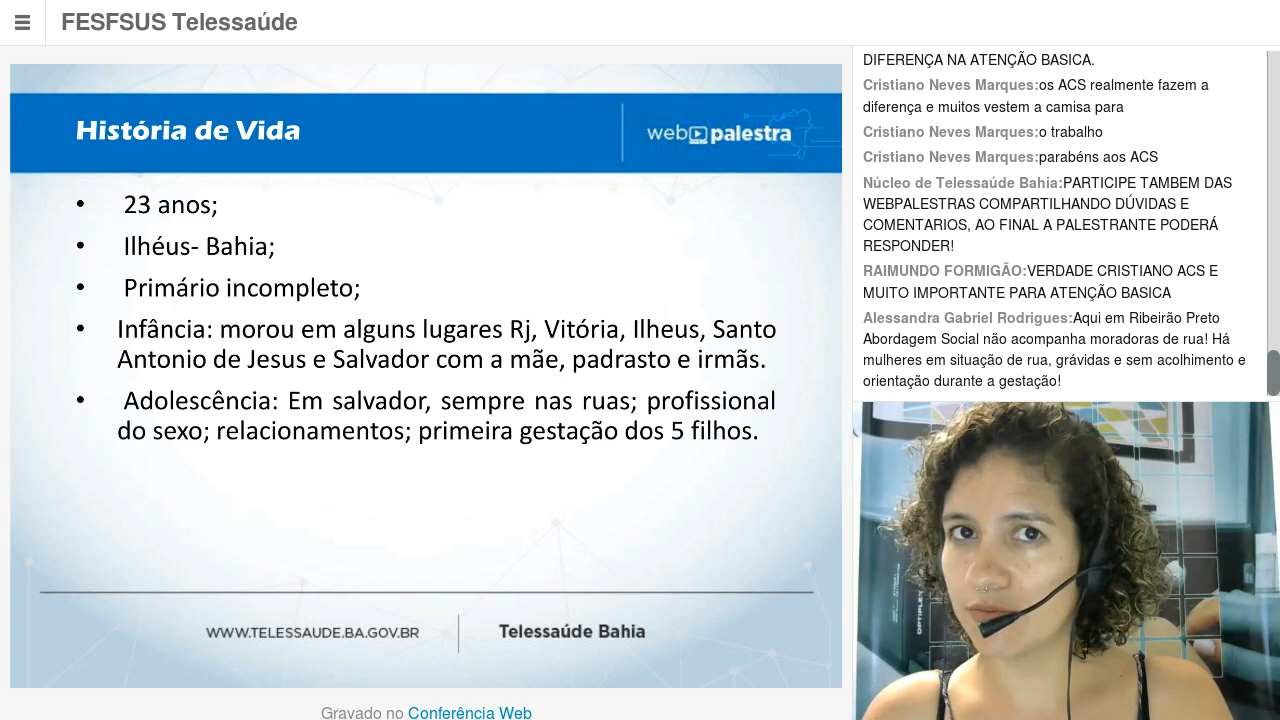 FESFSUS Telessaúde
História de Vida
web palestra
• 23 anos;
• Ilhéus- Bahia;
• Primário incompleto;
• Infância: morou em alguns lugares Rj, Vitória, Ilheus, Santo
Antonio de Jesus e Salvador com a mãe, padrasto e irmãs.
• Adolescência: Em salvador, sempre nas ruas; profissional
do sexo; relacionamentos; primeira gestação dos 5 filhos.
WWW.TELESSAUDE.BA.GOV.BR
Telessaúde Bahia
Gravado no Conferência Web
DIFERENÇA NA ATENÇÃO BASICA.
Cristiano Neves Marques:os ACS realmente fazem a
diferença e muitos vestem a camisa para
Cristiano Neves Marques:o trabalho
Cristiano Neves Marques:parabéns aos ACS
Núcleo de Telessaúde Bahia:PARTICIPE TAMBEM DAS
WEBPALESTRAS COMPARTILHANDO DÚVIDAS E
COMENTARIOS, AO FINAL A PALESTRANTE PODERÁ
RESPONDER!
RAIMUNDO FORMIGÃO:VERDADE CRISTIANO ACS E
MUITO IMPORTANTE PARA ATENÇÃO BASICA
Alessandra Gabriel Rodrigues:Aqui em Ribeirão Preto
Abordagem Social não acompanha moradoras de rua! Há
mulheres em situação de rua, grávidas e sem acolhimento e
orientação durante a gestação!
OPTIPLEX